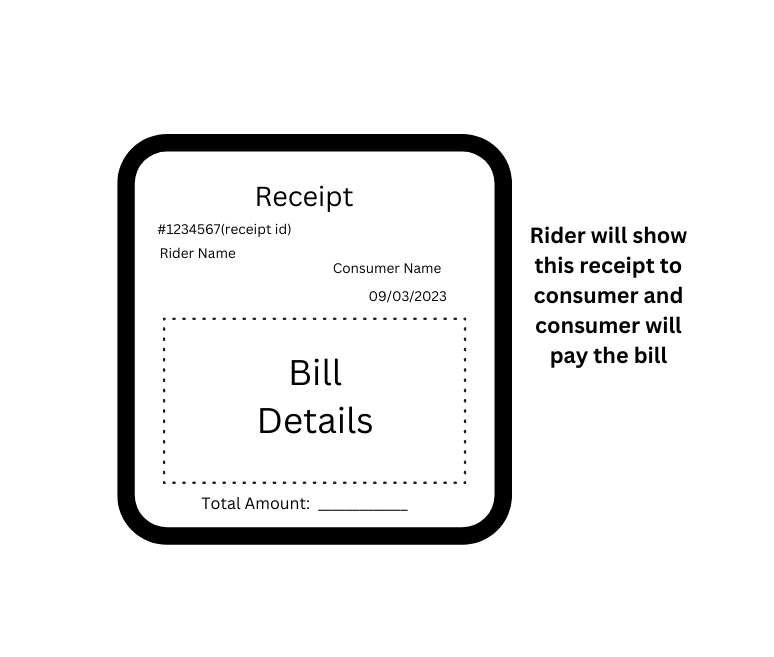 Receipt
#1234567(receipt id)
Rider Name
Consumer Name
09/03/2023
Bill
Details
Total Amount: ___________
Rider will show
this receipt to
consumer and
consumer will
pay the bill